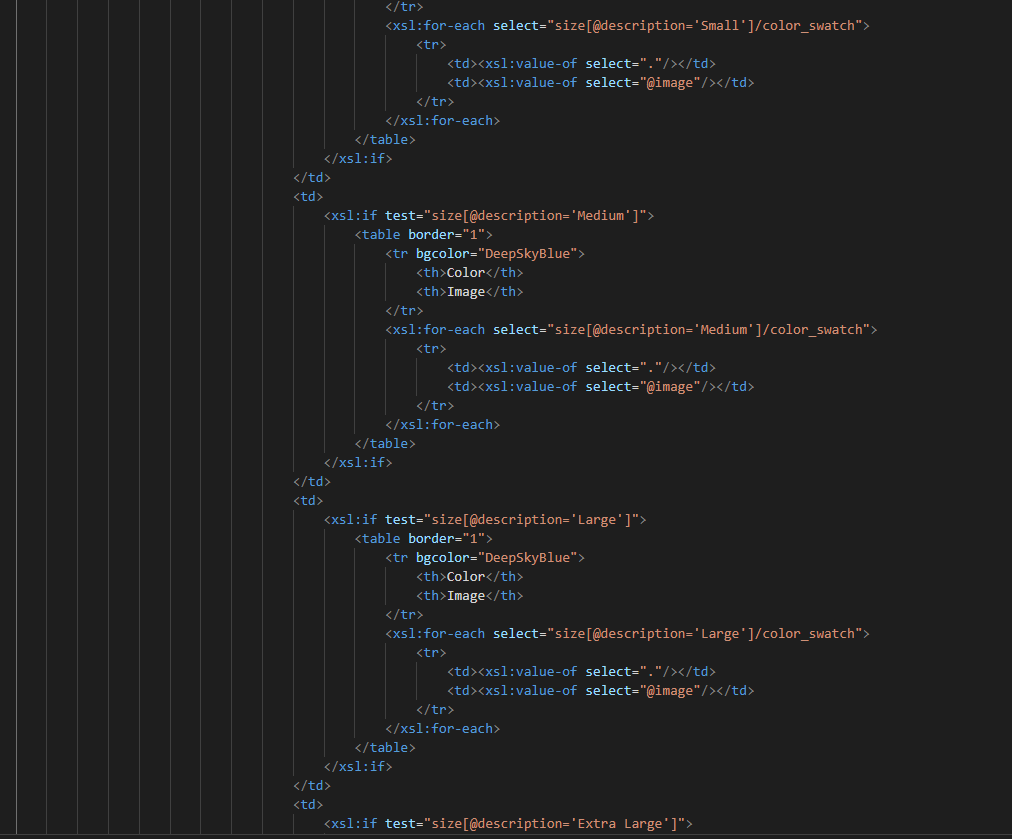 </tr>
<xsl:for-each select="size[@description='Small']/color_swatch">
<tr>
<td><xsl:value-of select="."/></td>
<td><xsl:value-of select="@image"/></td>
</tr>
</xsl:for-each>
</table>
</xsl:if>
</td>
<td>
<xsl:if test="size[@description='Medium']">
<table border="1">
<tr bgcolor="DeepSkyBlue">
<th>Color</th>
<th>Image</th>
</tr>
<xsl:for-each select="size[@description='Medium']/color_swatch">
<tr>
<td><xsl:value-of select="."/></td>
<td><xsl:value-of select="@image"/></td>
</tr>
</xsl:for-each>
</table>
</xsl:if>
</td>
<td>
<xsl:if test="size[@description='Large']">
<table border="1">
<tr bgcolor="DeepSkyBlue">
<th>Color</th>
<th>Image</th>
</tr>
<xsl:for-each select="size[@description='Large']/color_swatch">
<tr>
<td><xsl:value-of select="."/></td>
<td><xsl:value-of select="@image"/></td>
</tr>
</xsl:for-each>
</table>
</xsl:if>
</td>
<td>
<xsl:if test="size[@description='Extra Large']">